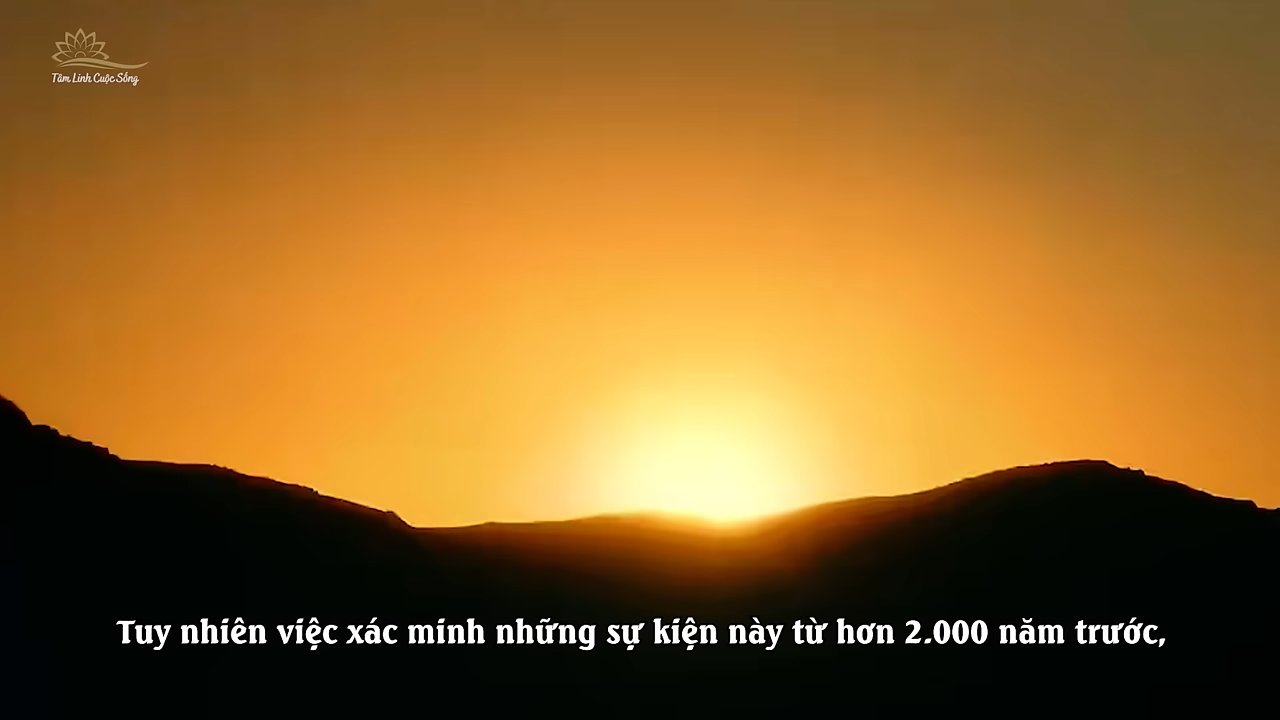 Tâm Linh Cuộc Sống
Tuy nhiên việc xác minh những sự kiện này từ hơn 2.000 năm trước,